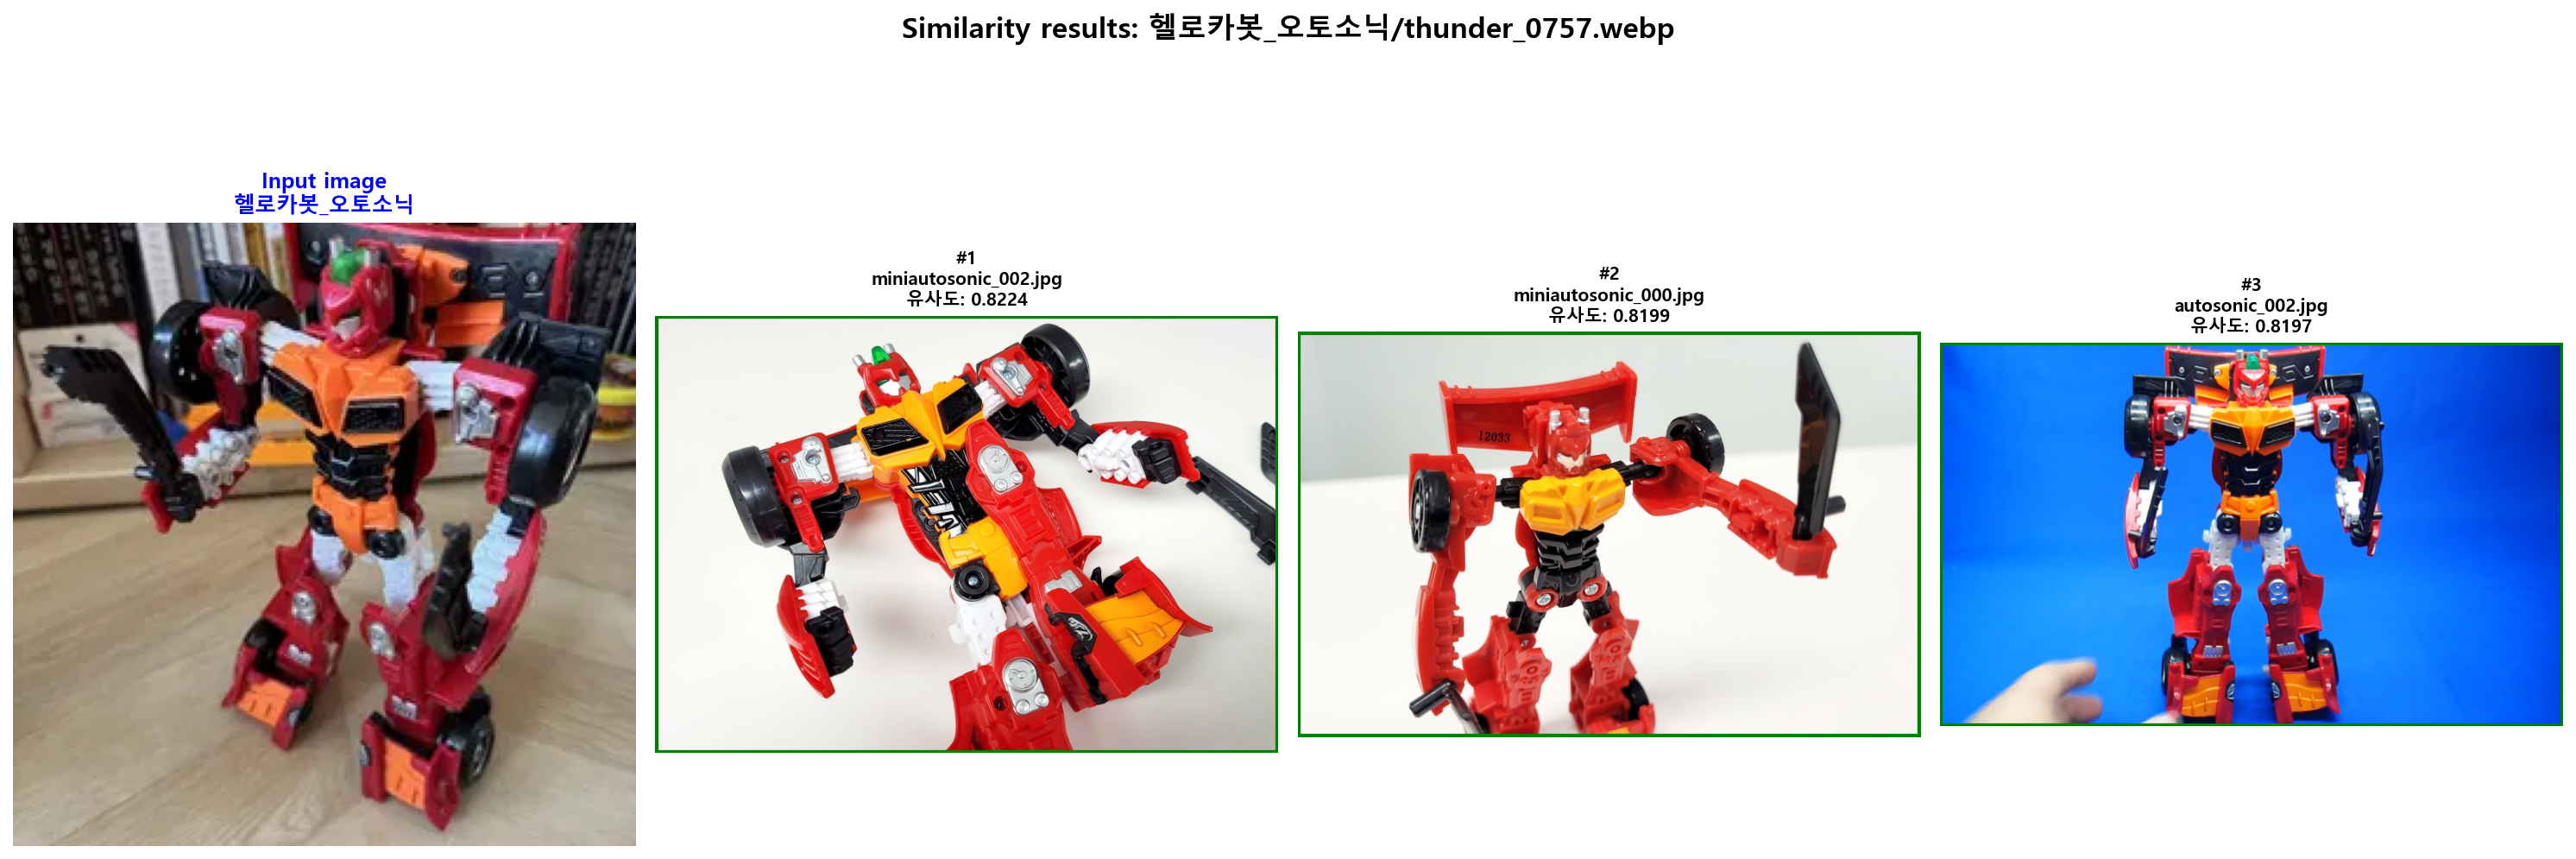 Similarity results: 헬로카봇_오토소닉/thunder_0757.webp
Input image
헬로카봇_오토소닉
#1
miniautosonic_002.jpg
유사도: 0.8224
#2
miniautosonic_000.jpg
유사도: 0.8199
12033
#3
autosonic_002.jpg
유사도: 0.8197